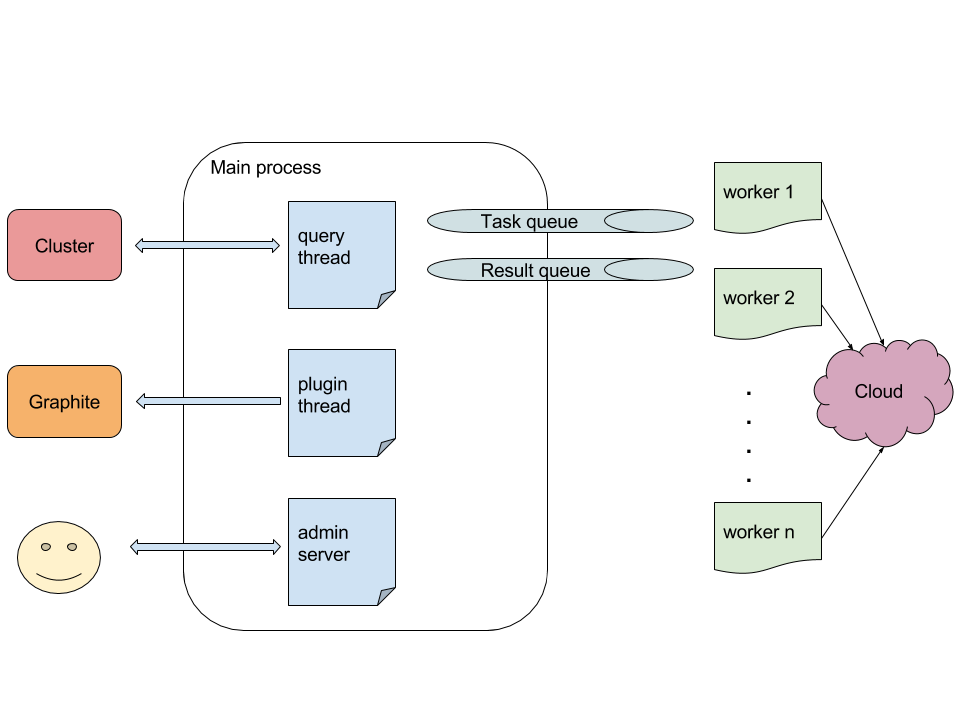 Main process
Cluster
query
thread
Task queue
Result queue
worker 1
worker 2
Graphite
plugin
thread
.
.
.
.
Cloud
admin
server
worker n